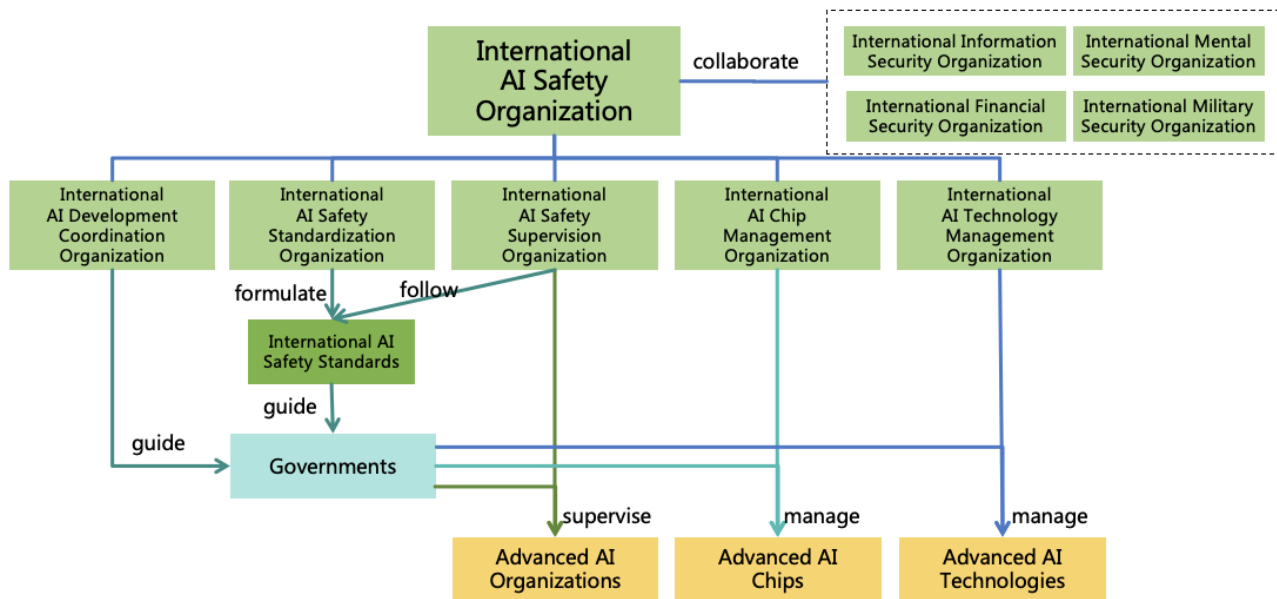 International
AI Safety
Organization
collaborate
International Information
Security Organization
International Mental
Security Organization
International Financial
Security Organization
International Military
Security Organization
International
AI Development
Coordination
Organization
International
AI Safety
Standardization
Organization
International
AI Safety
Supervision
Organization
International
AI Chip
Management
Organization
International
AI Technology
Management
Organization
formulate
follow
International AI
Safety Standards
guide
guide
Governments
supervise
manage
manage
Advanced AI
Organizations
Advanced AI
Chips
Advanced AI
Technologies